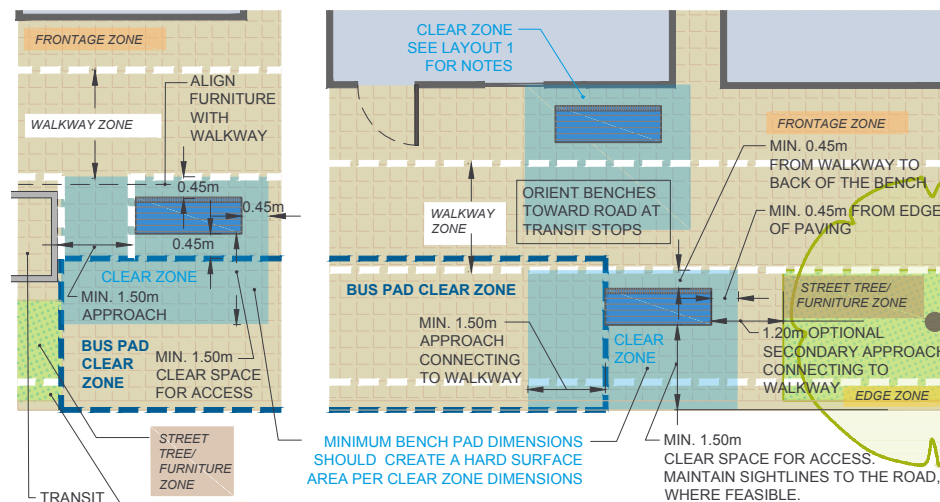 FRONTAGE ZONE
ALIGN
FURNITURE
WITH
WALKWAY
WALKWAY ZONE
0.45m
0.45m
0.45m
CLEAR ZONE
MIN. 1.50m
APPROACH
BUS PAD
CLEAR
ZONE
MIN. 1.50m
CLEAR SPACE
FOR ACCESS
STREET
TREE/
FURNITURE
ZONE
TRANSIT
CLEAR ZONE
SEE LAYOUT 1
FOR NOTES
FRONTAGE ZONE
MIN. 0.45m
FROM WALKWAY TO
BACK OF THE BENCH
ORIENT BENCHES
TOWARD ROAD AT
TRANSIT STOPS
WALKWAY
ZONE
MIN. 0.45m FROM EDGE
OF PAVING
BUS PAD CLEAR ZONE
STREET TREE/
FURNITURE ZONE
MIN. 1.50m
APPROACH
CONNECTING
TO WALKWAY
CLEAR
ZONE
1.20m OPTIONAL
SECONDARY APPROACH
CONNECTING TO
WALKWAY
EDGE ZONE
MINIMUM BENCH PAD DIMENSIONS
SHOULD CREATE A HARD SURFACE
AREA PER CLEAR ZONE DIMENSIONS
MIN. 1.50m
CLEAR SPACE FOR ACCESS.
MAINTAIN SIGHTLINES TO THE ROAD,
WHERE FEASIBLE.